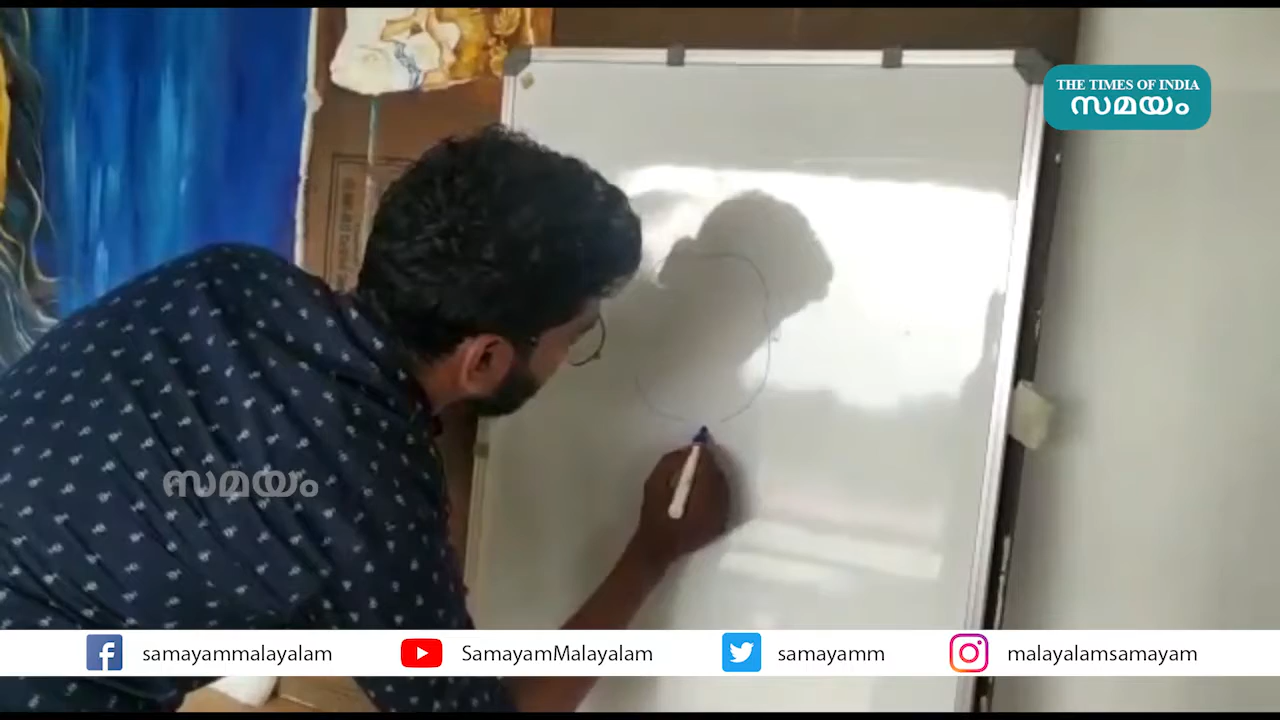 THE TIMES OF INDIA
സമയം
സമയം
samayammalayalam
SamayamMalayalam
samayamm
malayalamsamayam